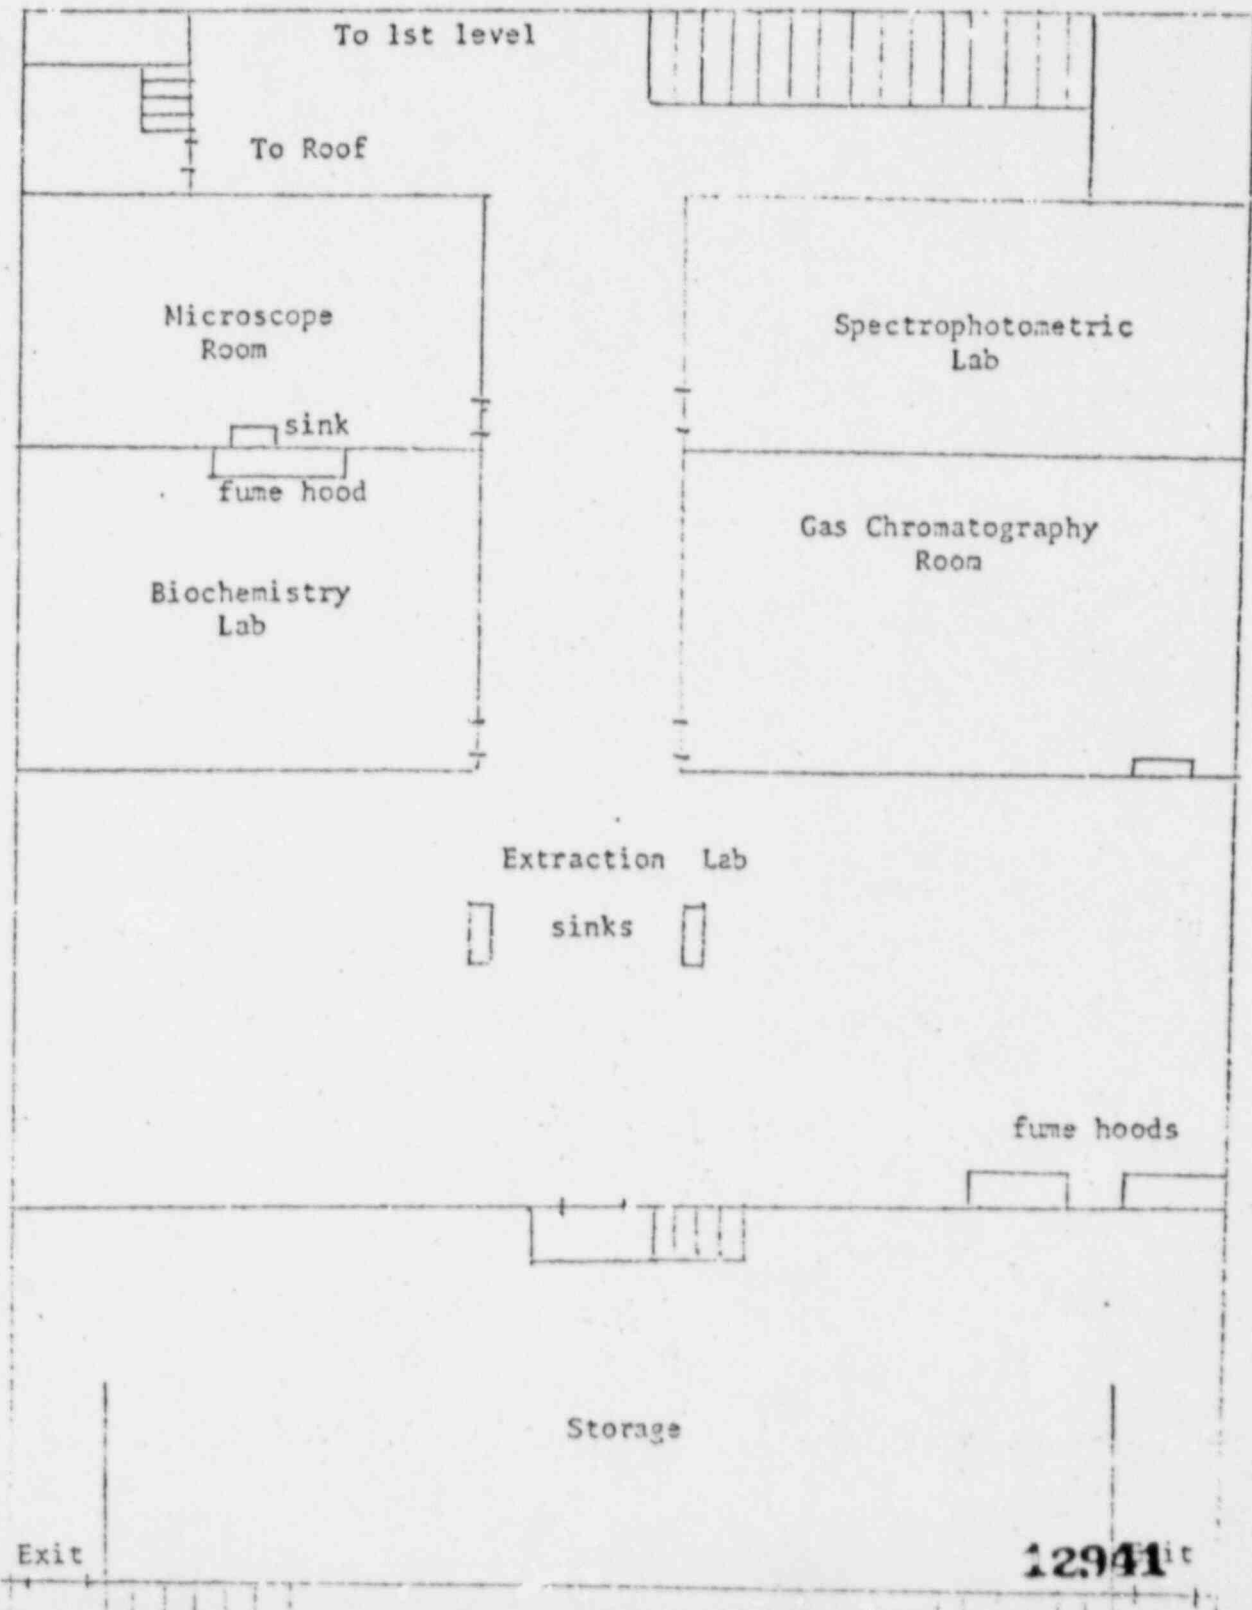 To 1st level
To Roof
Microscope
Room
Spectrophotometric
Lab
sink
fume hood
Gas Chromatography
Room
Biochemistry
Lab
Extraction Lab
sinks
fume hoods
Storage
Exit
12941